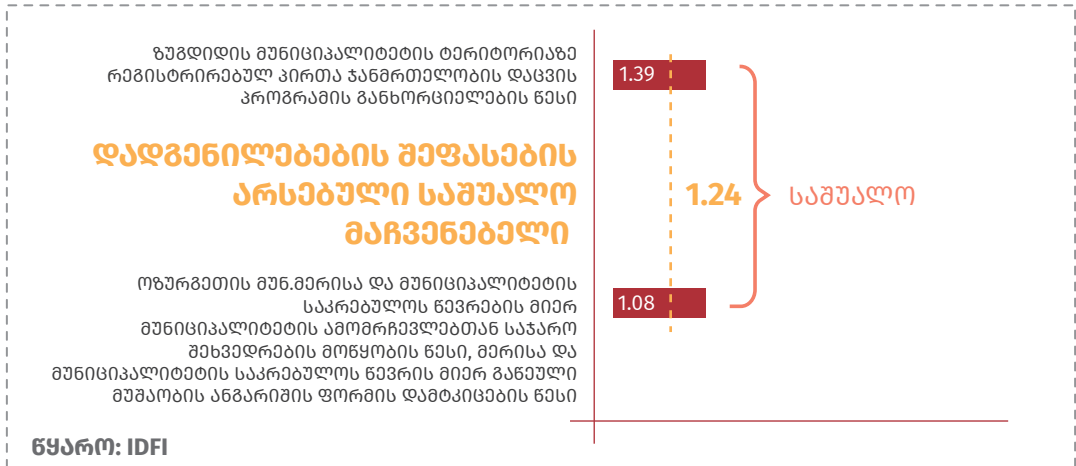 ზუგდიდის მუნიციპალიტეტის ტერიტორიაზე
რეგისტრირებულ პირთა ჯანმრთელობის დაცვის
პროგრამის განხორციელების წესი
1.39
დადგენილებების შეფასების
არსებული საშუალო
მაჩვენებელი
1.24
საშუალო
ოზურგეთის მუნ.მერისა და მუნიციპალიტეტის
საკრებულოს წევრების მიერ
მუნიციპალიტეტის ამომრჩევლებთან საჯარო
შეხვედრების მოწყობის წესი, მერისა და
მუნიციპალიტეტის საკრებულოს წევრის მიერ გაწეული
მუშაობის ანგარიშის ფორმის დამტკიცების წესი
1.08
წყარო: IDFI